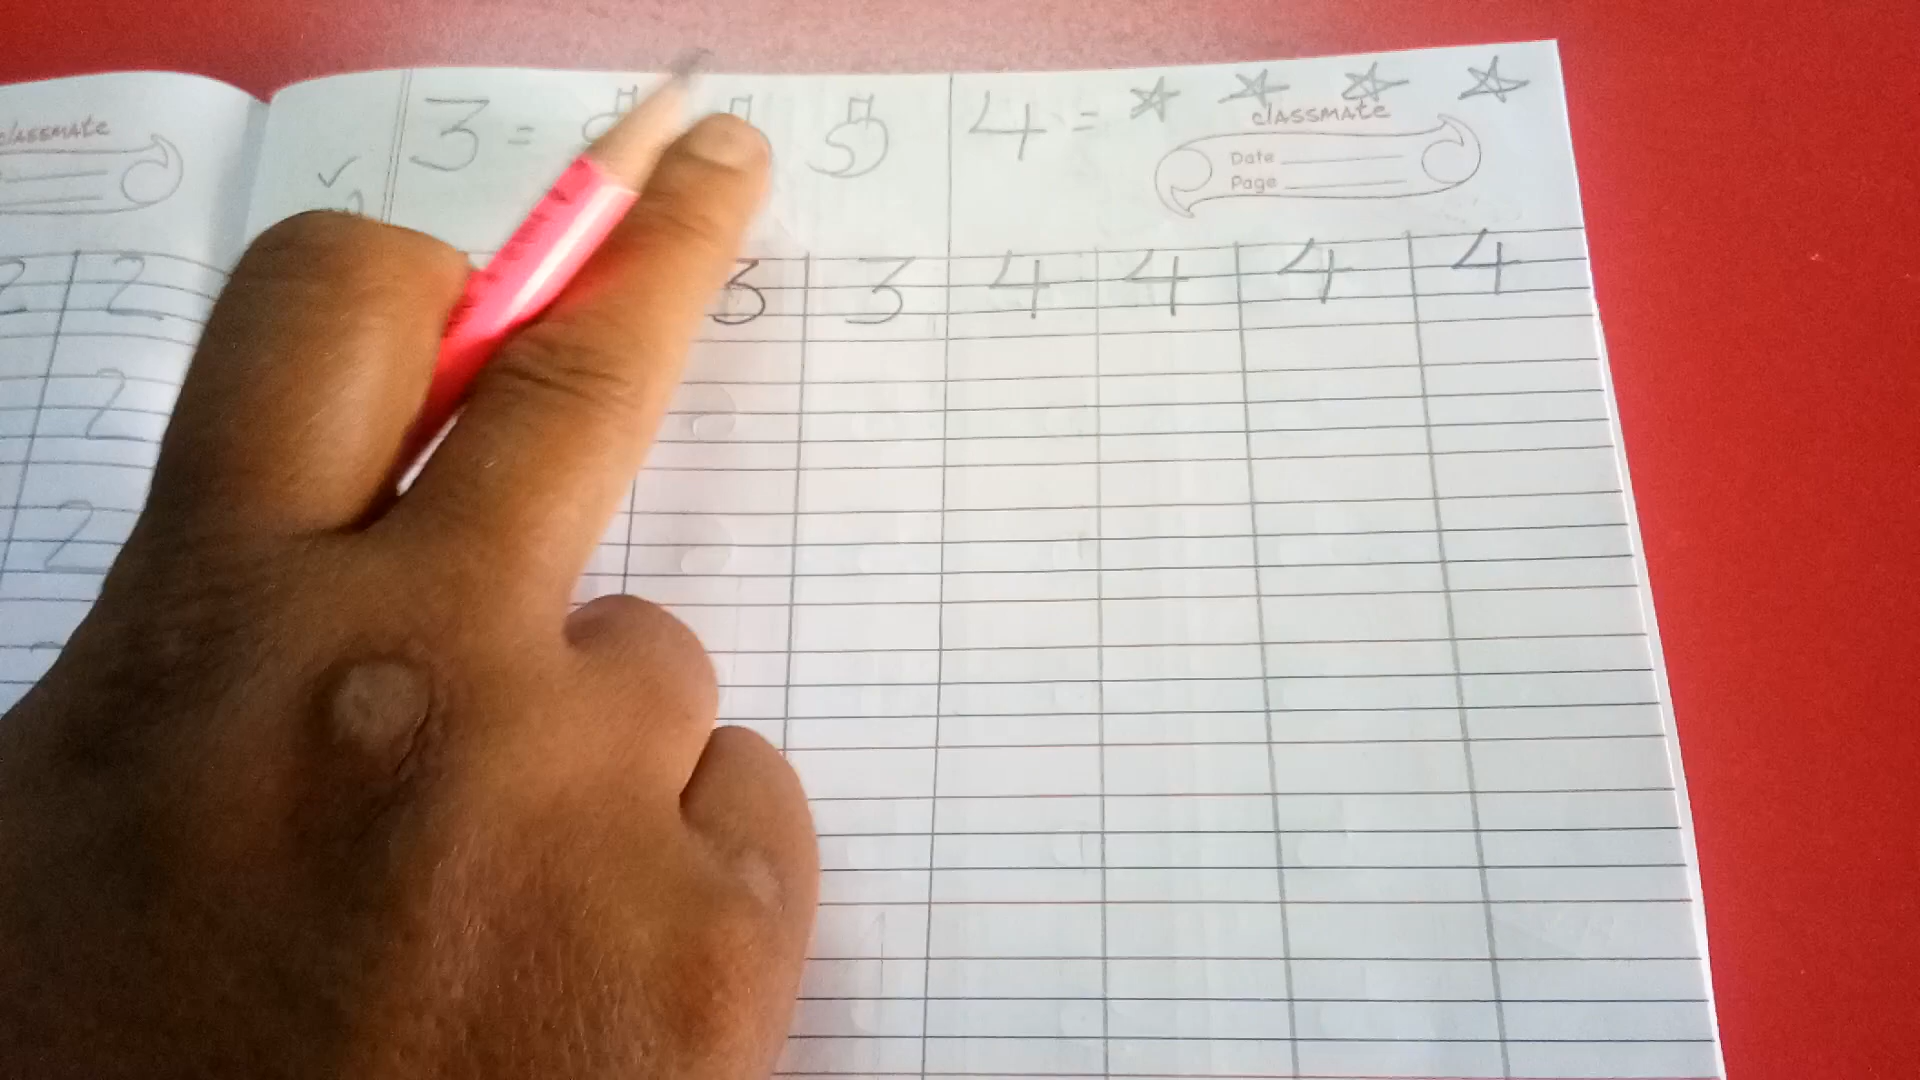 classmate
3 =
4 =
classmate
Date
Page
2 2 3 3 4 4 4 4
2
2